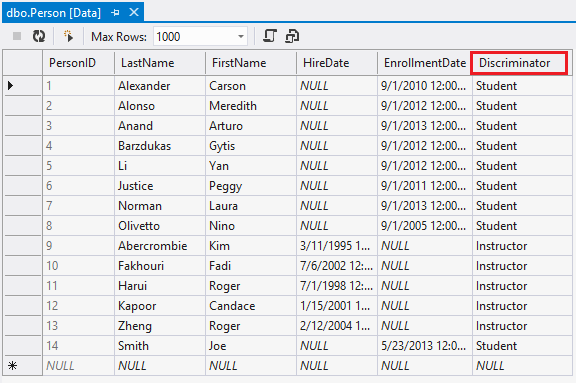 dbo.Person [Data]
Max Rows: 1000
PersonID LastName FirstName HireDate EnrollmentDate Discriminator
1 Alexander Carson NULL 9/1/2010 12:00... Student
2 Alonso Meredith NULL 9/1/2012 12:00... Student
3 Anand Arturo NULL 9/1/2013 12:00... Student
4 Barzdukas Gytis NULL 9/1/2012 12:00... Student
5 Li Yan NULL 9/1/2012 12:00... Student
6 Justice Peggy NULL 9/1/2011 12:00... Student
7 Norman Laura NULL 9/1/2013 12:00... Student
8 Olivetto Nino NULL 9/1/2005 12:00... Student
9 Abercrombie Kim 3/11/1995 1... NULL Instructor
10 Fakhouri Fadi 7/6/2002 12:... NULL Instructor
11 Harui Roger 7/1/1998 12:... NULL Instructor
12 Kapoor Candace 1/15/2001 1... NULL Instructor
13 Zheng Roger 2/12/2004 1... NULL Instructor
14 Smith Joe NULL 5/23/2013 12:0... Student
NULL NULL NULL NULL NULL NULL